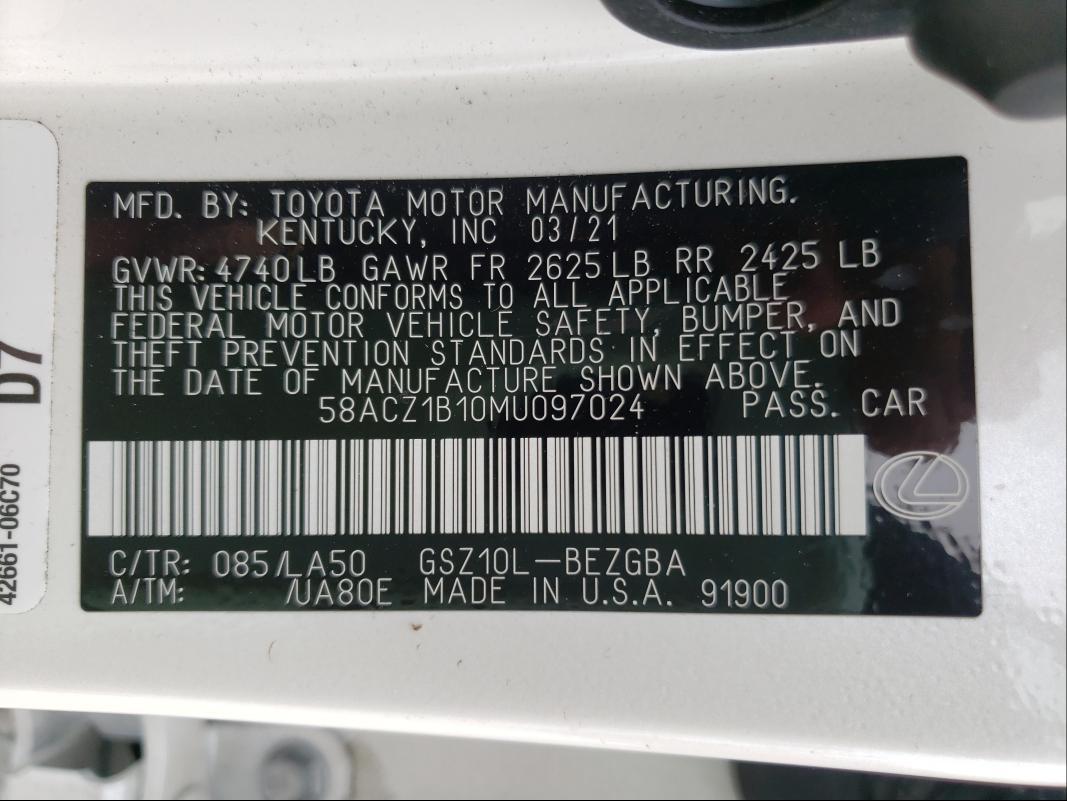 MFD. BY: TOYOTA MOTOR MANUFACTURING.
KENTUCKY, INC 03/21
GVWR: 4740LB GAWR FR 2625LB RR 2425 LB
THIS VEHICLE CONFORMS TO ALL APPLICABLE
FEDERAL MOTOR VEHICLE SAFETY, BUMPER, AND
THEFT PREVENTION STANDARDS IN EFFECT ON
THE DATE OF MANUFACTURE SHOWN ABOVE.
58ACZ1B10MU097024 PASS. CAR
C/TR: 085/LA50 GSZ10L-BEZGBA
A/TM: /UA80E MADE IN U.S.A. 91900
D7
42661-06C70